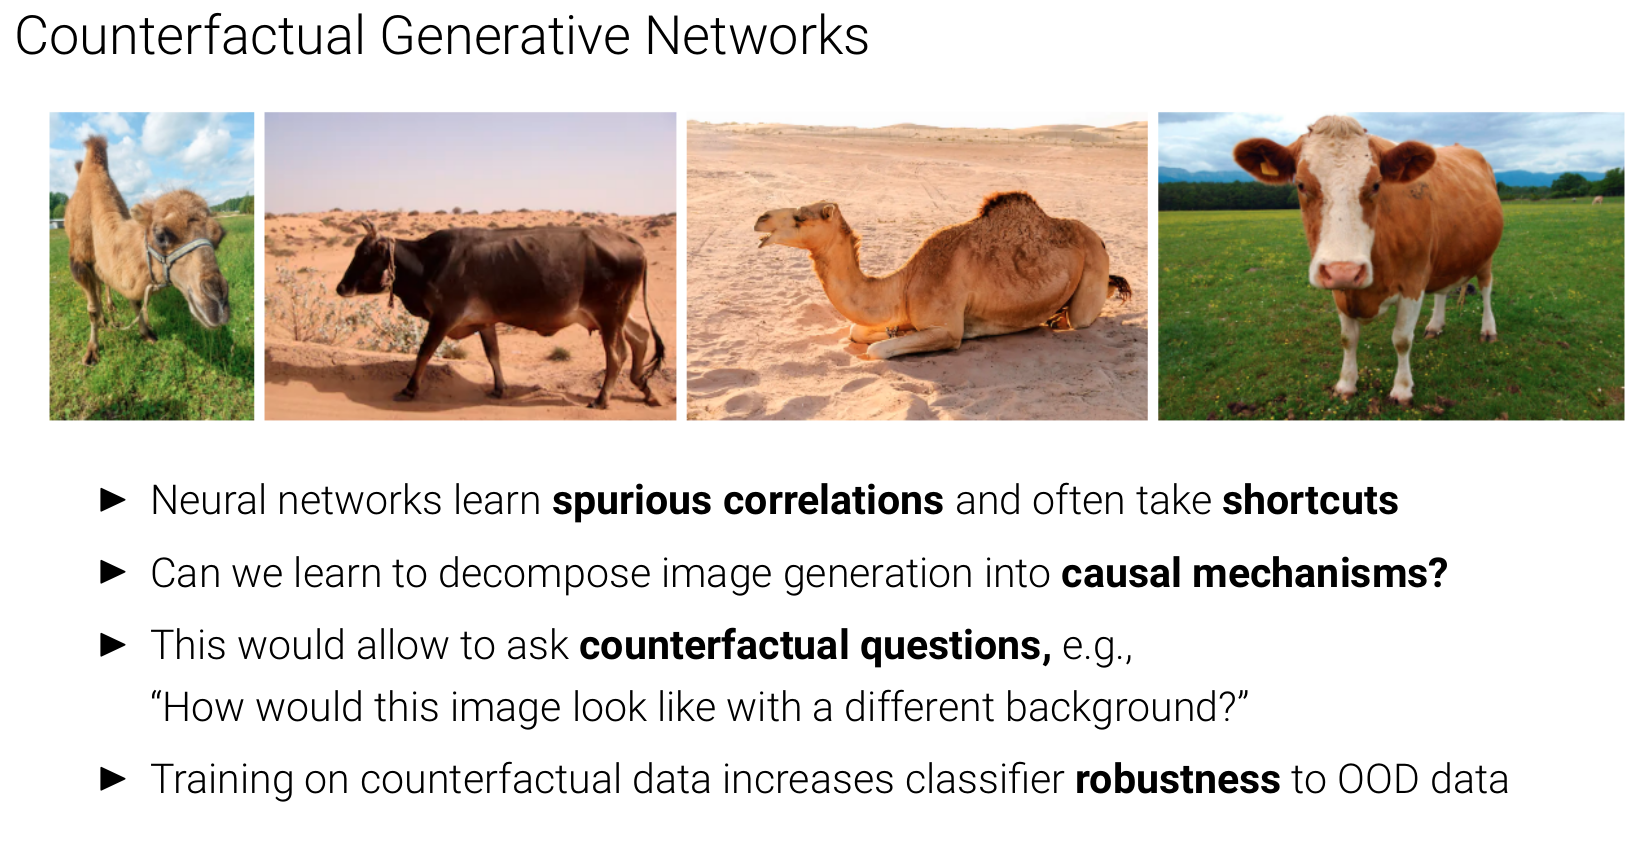 Counterfactual Generative Networks
► Neural networks learn spurious correlations and often take shortcuts
► Can we learn to decompose image generation into causal mechanisms?
► This would allow to ask counterfactual questions, e.g.,
“How would this image look like with a different background?”
► Training on counterfactual data increases classifier robustness to OOD data